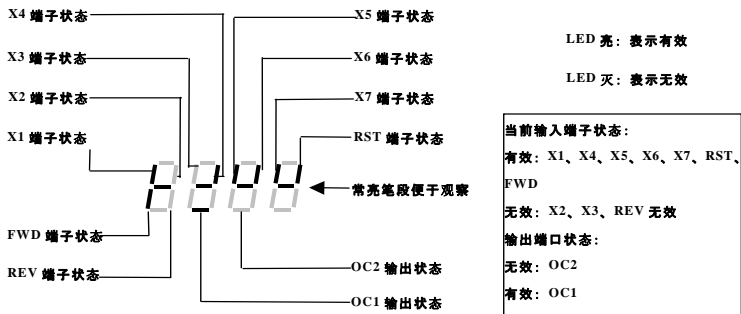 X4 端子状态
X3 端子状态
X2 端子状态
X1 端子状态
FWD 端子状态
REV 端子状态
X5 端子状态
X6 端子状态
X7 端子状态
RST 端子状态
常亮笔段便于观察
OC2 输出状态
OC1 输出状态
LED 亮：表示有效
LED 灭：表示无效
当前输入端子状态：
有效：X1、X4、X5、X6、X7、RST、
FWD
无效：X2、X3、REV 无效
输出端口状态：
无效：OC2
有效：OC1